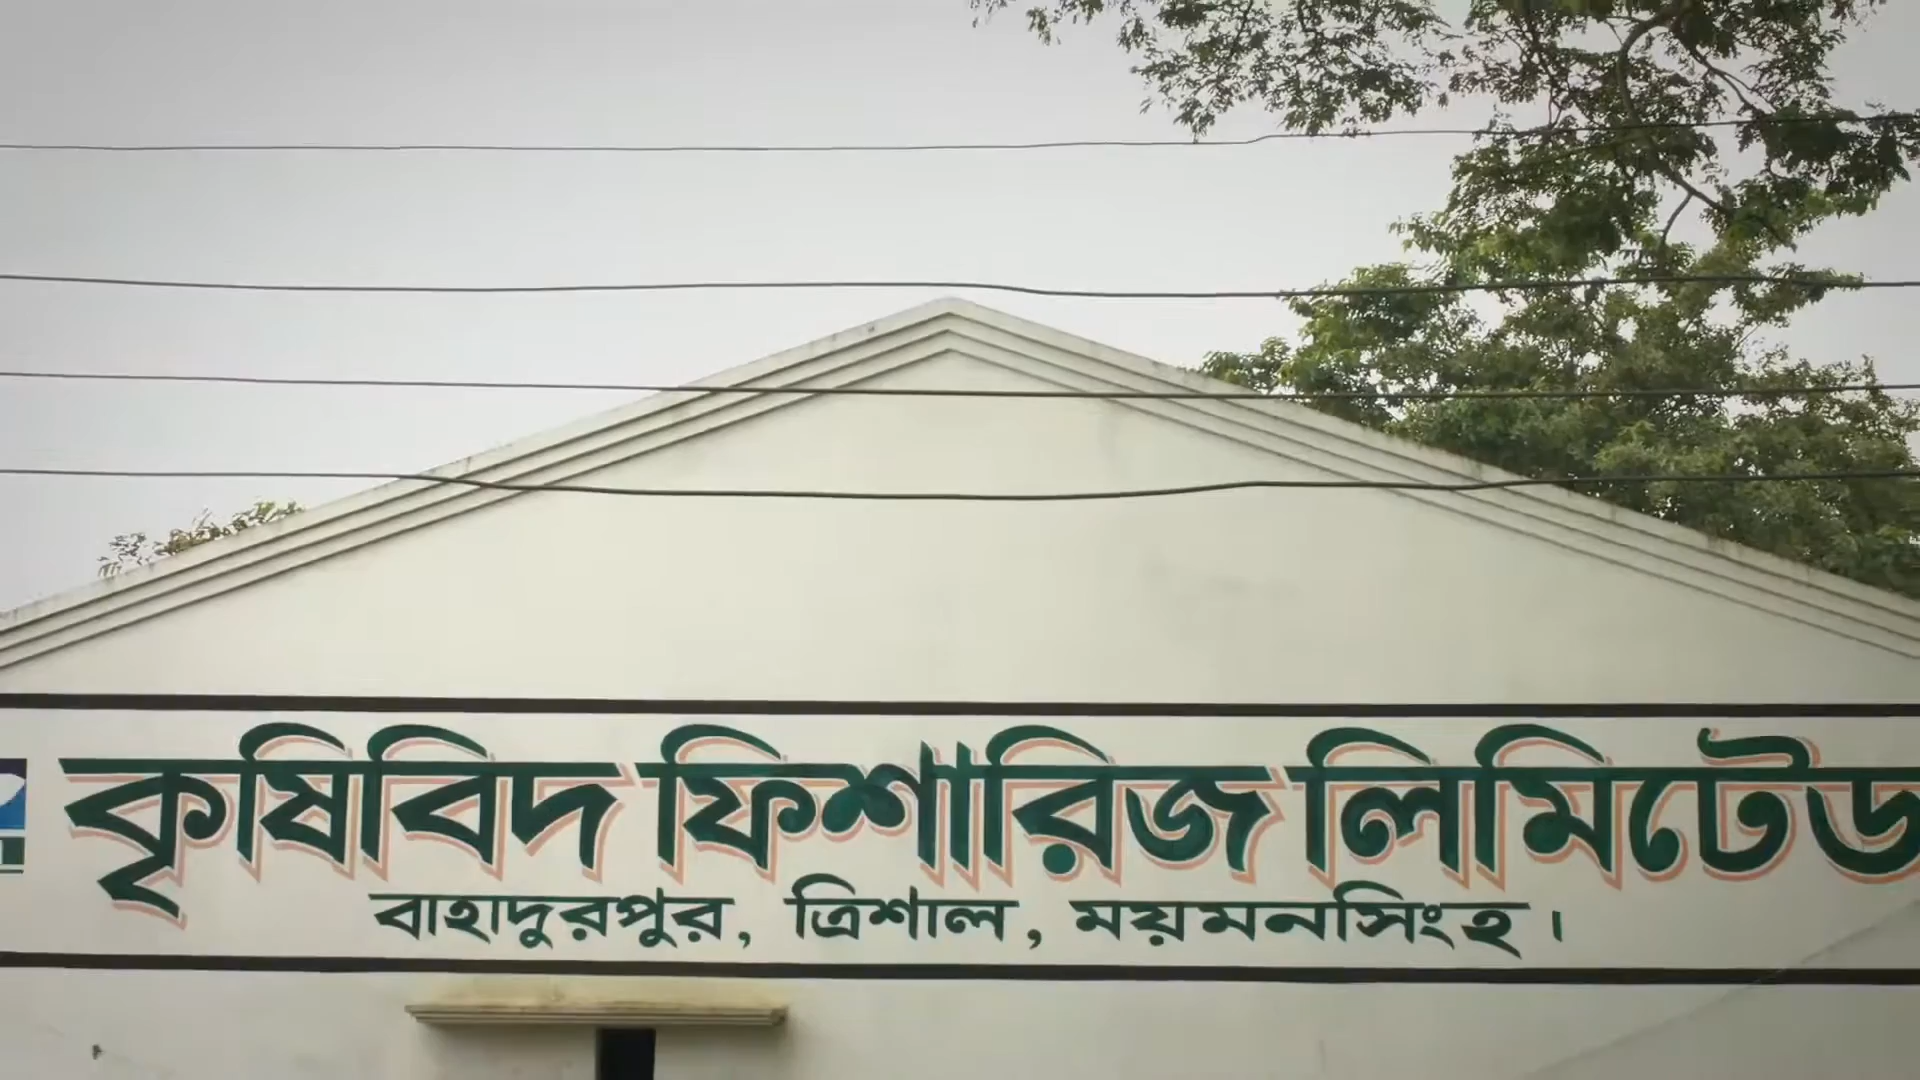 কৃষিবিদ ফিশারিজ লিমিটেড
বাহাদুরপুর, ত্রিশাল, ময়মনসিংহ।